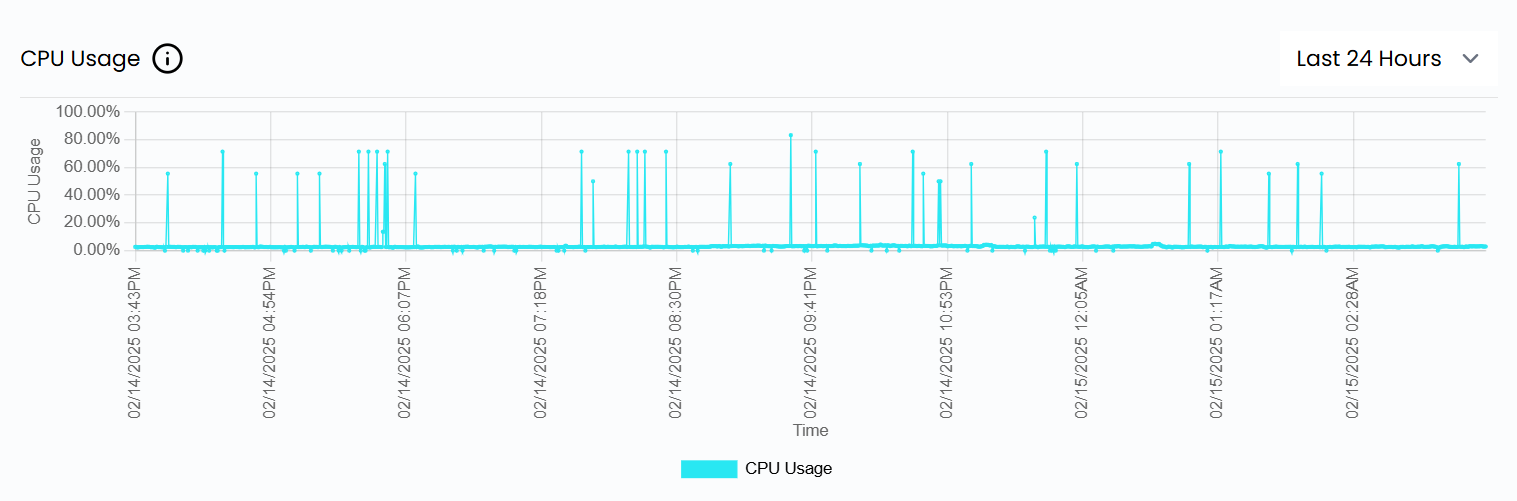 CPU Usage
Last 24 Hours
100.00%
80.00%
60.00%
40.00%
20.00%
0.00%
CPU Usage
02/14/2025 03:43PM
02/14/2025 04:54PM
02/14/2025 06:07PM
02/14/2025 07:18PM
02/14/2025 08:30PM
02/14/2025 09:41PM
02/14/2025 10:53PM
02/15/2025 12:05AM
02/15/2025 01:17AM
02/15/2025 02:28AM
Time
CPU Usage